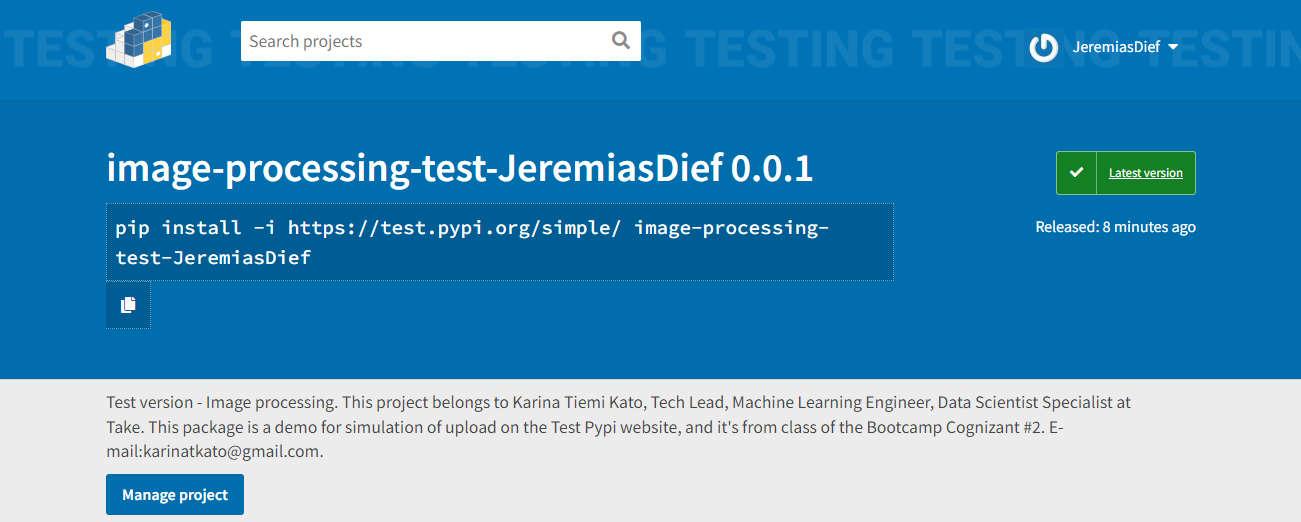 TESTING TESTING TESTING TESTING TESTING TESTIN
Search projects
JeremiasDief
image-processing-test-JeremiasDief 0.0.1
Latest version
pip install -i https://test.pypi.org/simple/ image-processing-
test-JeremiasDief
Released: 8 minutes ago
Test version - Image processing. This project belongs to Karina Tiemi Kato, Tech Lead, Machine Learning Engineer, Data Scientist Specialist at
Take. This package is a demo for simulation of upload on the Test Pypi website, and it's from class of the Bootcamp Cognizant #2. E-
mail:karinatkato@gmail.com.
Manage project